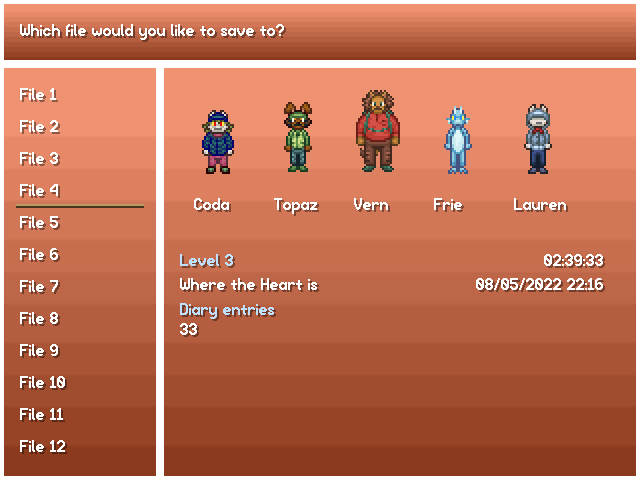 Which file would you like to save to?
File 1
File 2
File 3
File 4
File 5
File 6
File 7
File 8
File 9
File 10
File 11
File 12
Coda Topaz Vern Frie Lauren
Level 3 02:39:33
Where the Heart is 08/05/2022 22:16
Diary entries
33